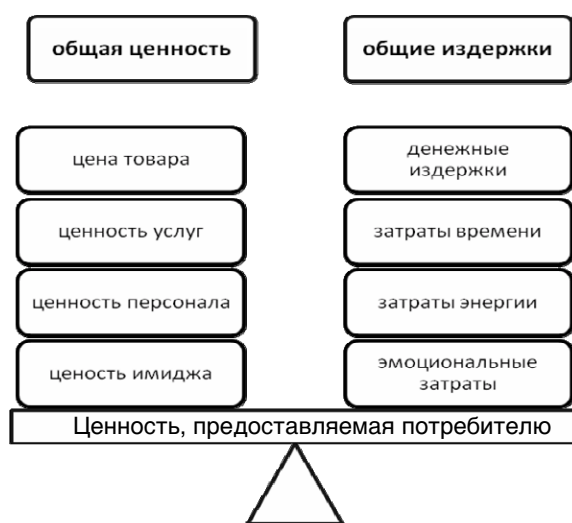 общая ценность
общие издержки
цена товара
денежные
издержки
ценность услуг
затраты времени
ценность персонала
затраты энергии
ценость имиджа
эмоциональные
затраты
Ценность, предоставляемая потребителю